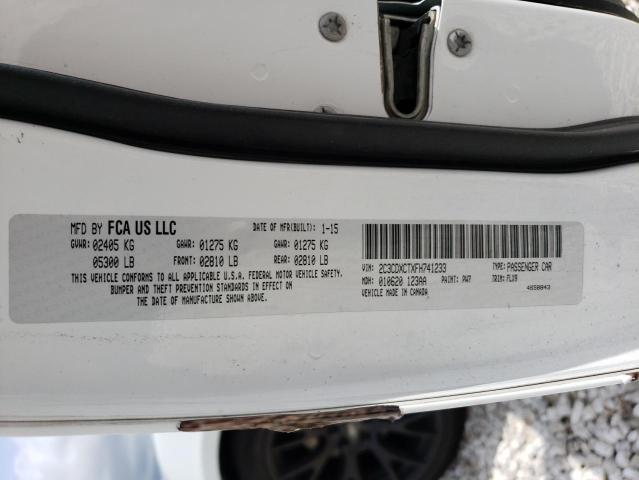 MFD BY FCA US LLC DATE OF MFR(BUILT): 1-15
GVWR: 02405 KG GAWR: 01275 KG GAWR: 01275 KG
05300 LB FRONT: 02810 LB REAR: 02810 LB
THIS VEHICLE CONFORMS TO ALL APPLICABLE U.S.A. FEDERAL MOTOR VEHICLE SAFETY,
BUMPER AND THEFT PREVENTION STANDARDS IN EFFECT ON
THE DATE OF MANUFACTURE SHOWN ABOVE.
VIN: 2C3CDXCTXFH741233 TYPE: PASSENGER CAR
MDH: 010620 123AA PAINT: PW7 TRIM: FLX9
VEHICLE MADE IN CANADA 4658843